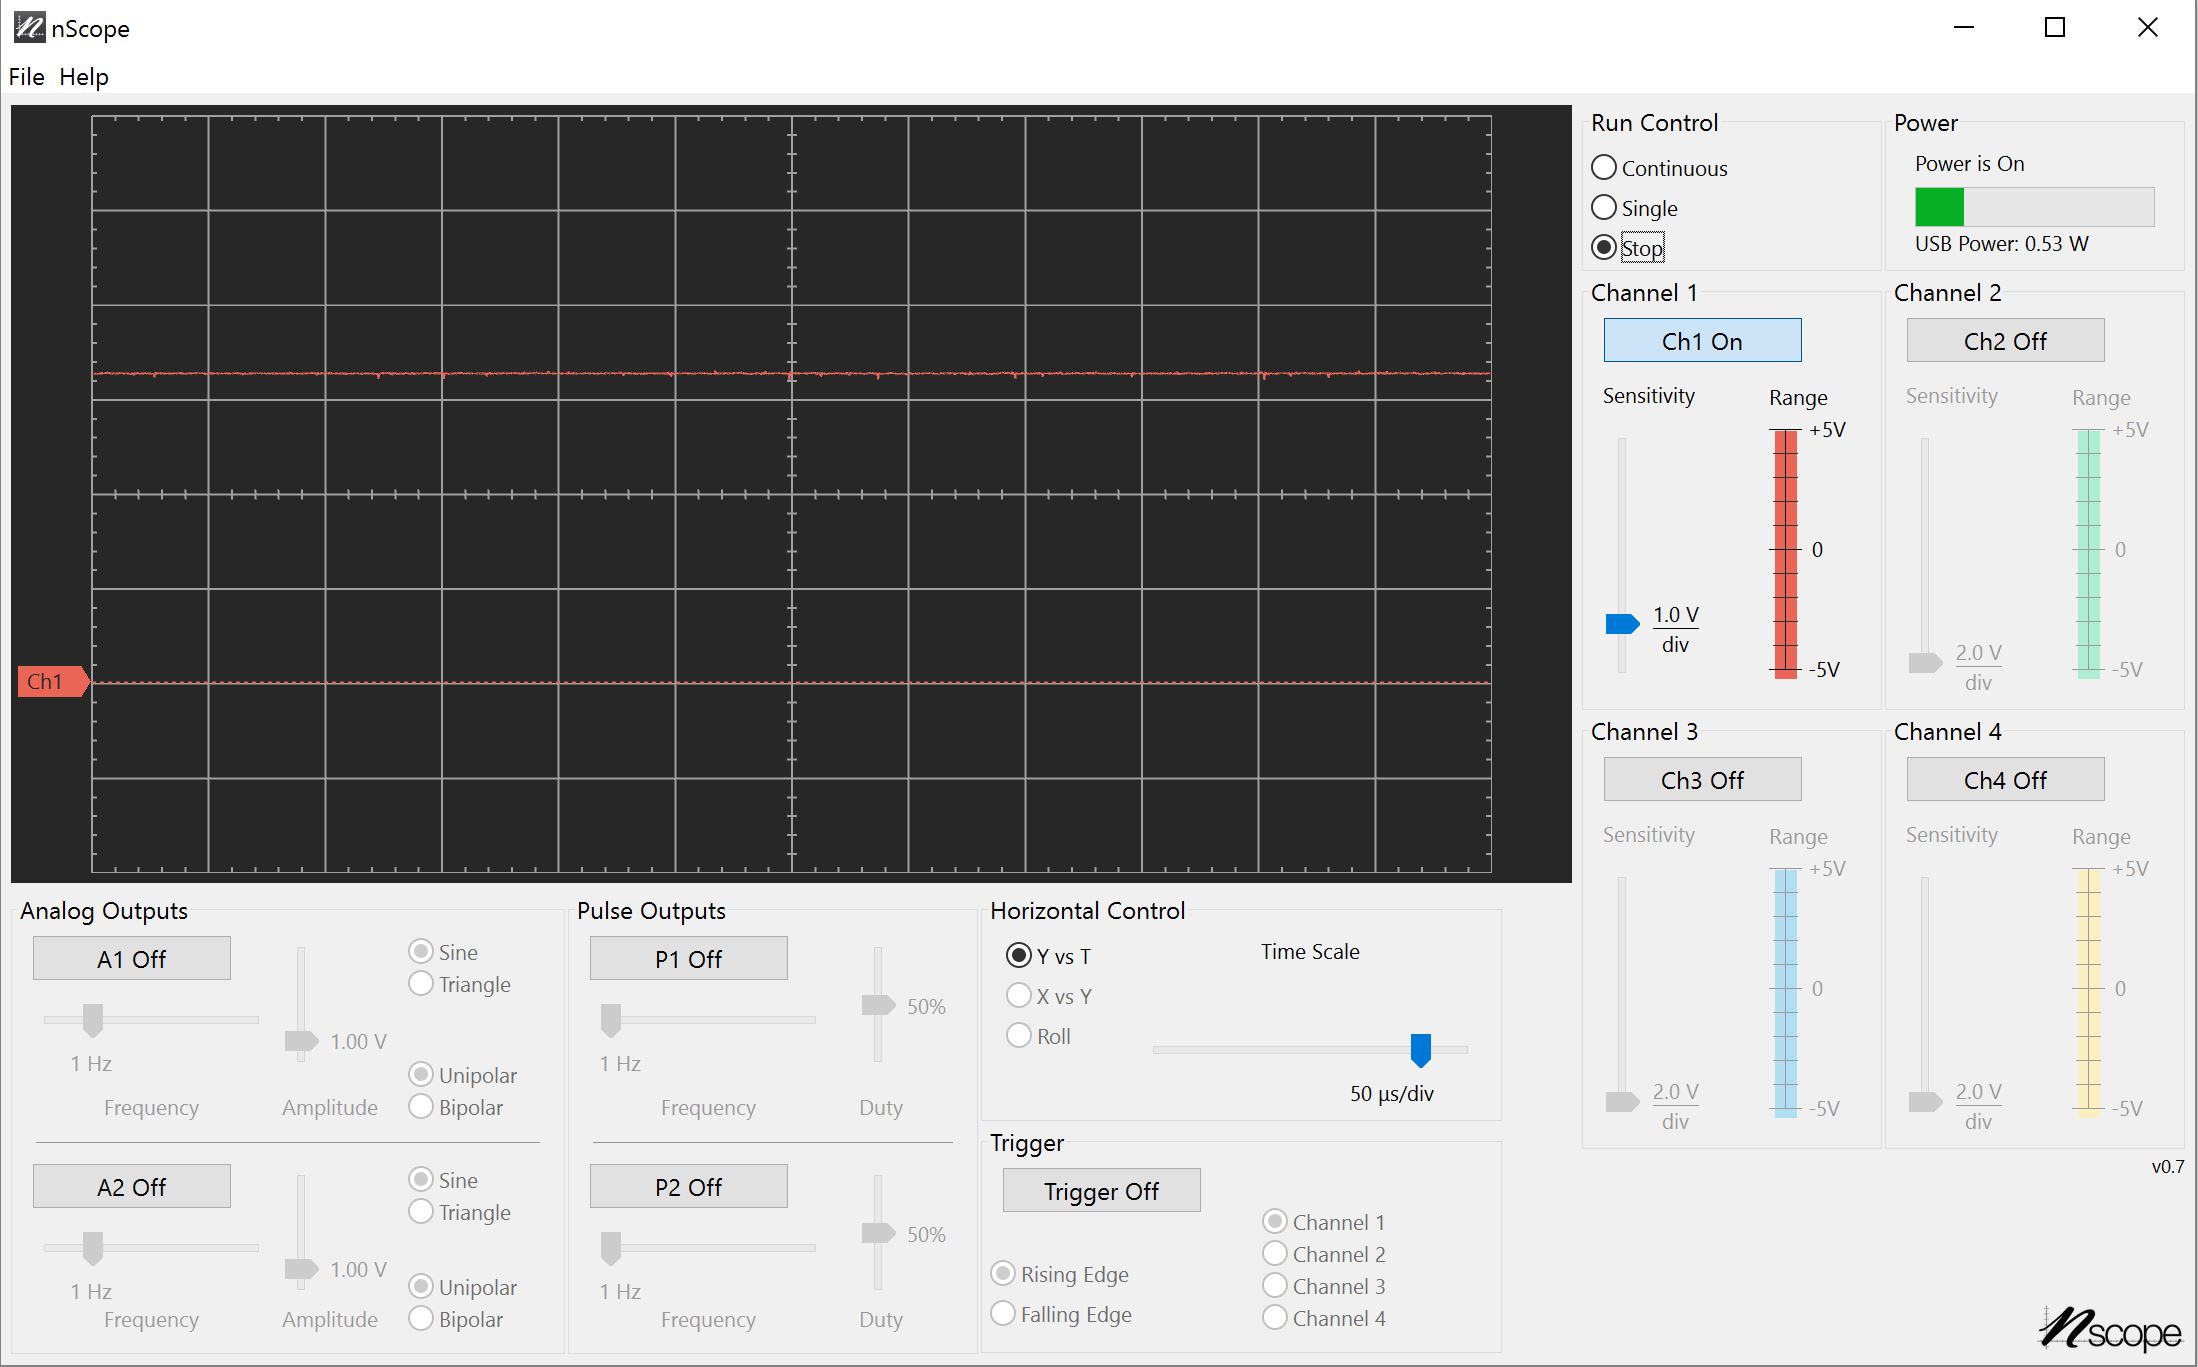 nScope
File Help
Ch1
Run Control
Continuous
Single
Stop
Power
Power is On
USB Power: 0.53 W
Channel 1
Ch1 On
Sensitivity
Range
+5V
0
-5V
1.0 V
div
Channel 2
Ch2 Off
Sensitivity
Range
+5V
0
-5V
2.0 V
div
Channel 3
Ch3 Off
Sensitivity
Range
+5V
0
-5V
2.0 V
div
Channel 4
Ch4 Off
Sensitivity
Range
+5V
0
-5V
2.0 V
div
v0.7
Analog Outputs
A1 Off
Sine
Triangle
1.00 V
1 Hz
Unipolar
Bipolar
Frequency
Amplitude
A2 Off
Sine
Triangle
1.00 V
1 Hz
Unipolar
Bipolar
Frequency
Amplitude
Pulse Outputs
P1 Off
50%
1 Hz
Frequency
Duty
P2 Off
50%
1 Hz
Frequency
Duty
Horizontal Control
Y vs T
X vs Y
Roll
Time Scale
50 µs/div
Trigger
Trigger Off
Rising Edge
Falling Edge
Channel 1
Channel 2
Channel 3
Channel 4
nscope